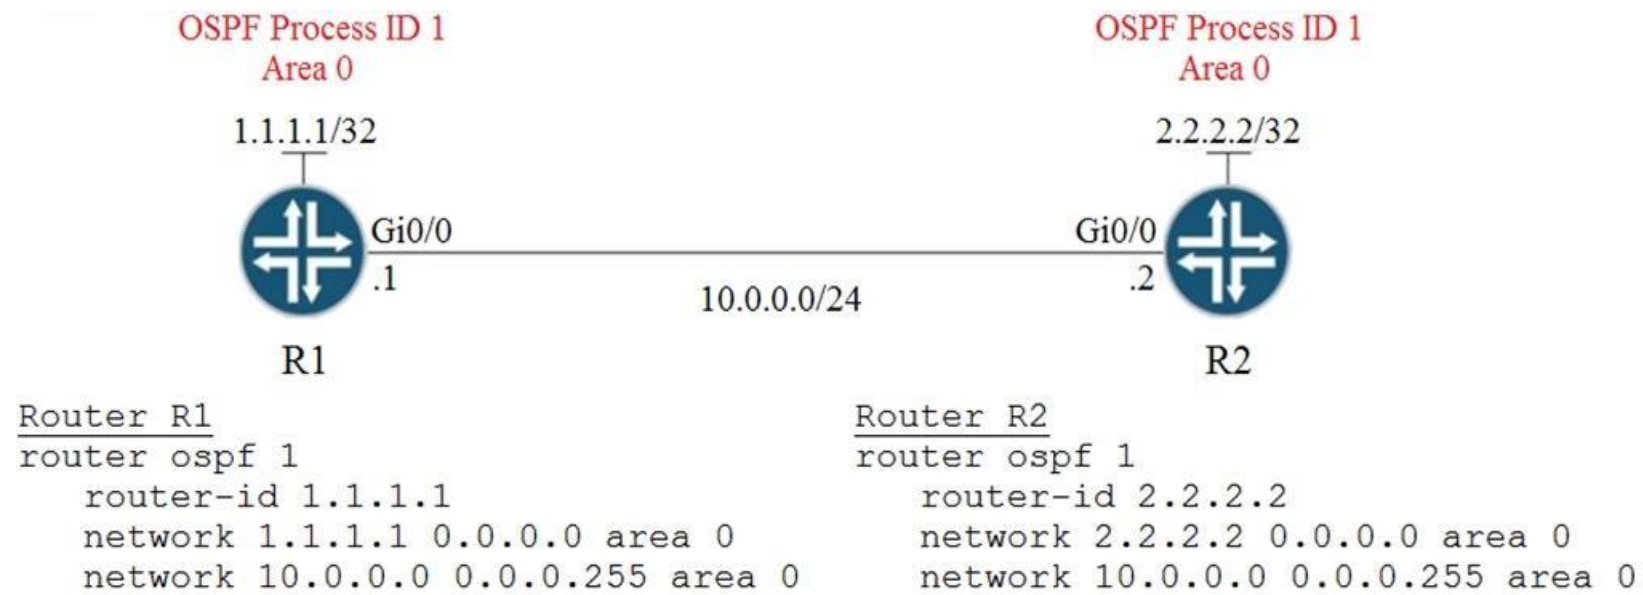 OSPF Process ID 1
Area 0
OSPF Process ID 1
Area 0
1.1.1.1/32
2.2.2.2/32
Gi0/0
Gi0/0
.1
.2
10.0.0.0/24
R1
R2
Router R1
router ospf 1
router-id 1.1.1.1
network 1.1.1.1 0.0.0.0 area 0
network 10.0.0.0 0.0.0.255 area 0
Router R2
router ospf 1
router-id 2.2.2.2
network 2.2.2.2 0.0.0.0 area 0
network 10.0.0.0 0.0.0.255 area 0